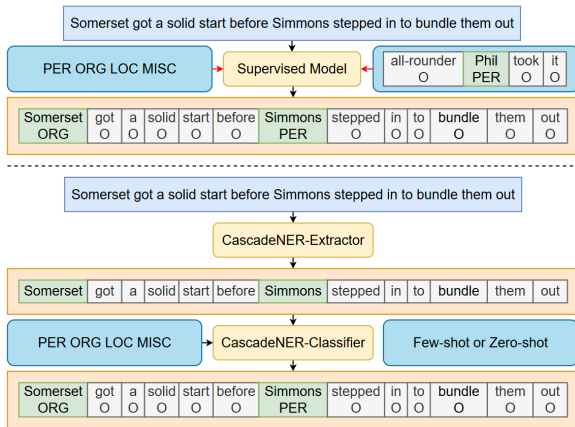 Somerset got a solid start before Simmons stepped in to bundle them out
PER ORG LOC MISC
Supervised Model
all-rounder Phil took it
O PER O O
Somerset got a solid start before Simmons stepped in to bundle them out
ORG O O O O O PER O O O O O O
Somerset got a solid start before Simmons stepped in to bundle them out
CascadeNER-Extractor
Somerset got a solid start before Simmons stepped in to bundle them out
PER ORG LOC MISC
CascadeNER-Classifier
Few-shot or Zero-shot
Somerset got a solid start before Simmons stepped in to bundle them out
ORG O O O O O PER O O O O O O